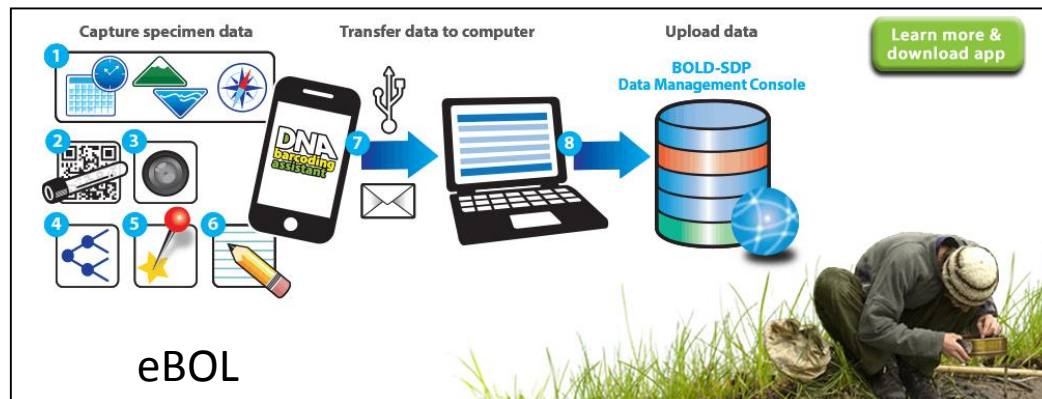 Capture specimen data
Transfer data to computer
Upload data
Learn more &
download app
BOLD-SDP
Data Management Console
1
2
3
4
5
6
DNA
barcoding
assistant
7
8
eBOL